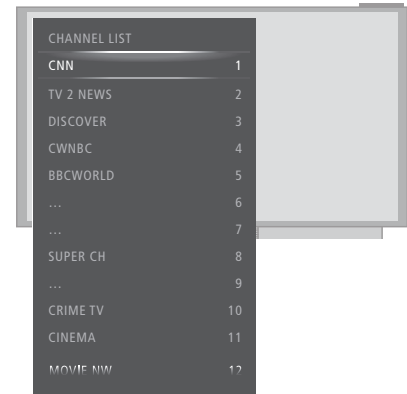 CHANNEL LIST
CNN 1
TV 2 NEWS 2
DISCOVER 3
CWNBC 4
BBCWORLD 5
... 6
... 7
SUPER CH 8
... 9
CRIME TV 10
CINEMA 11
MOVIE NW 12